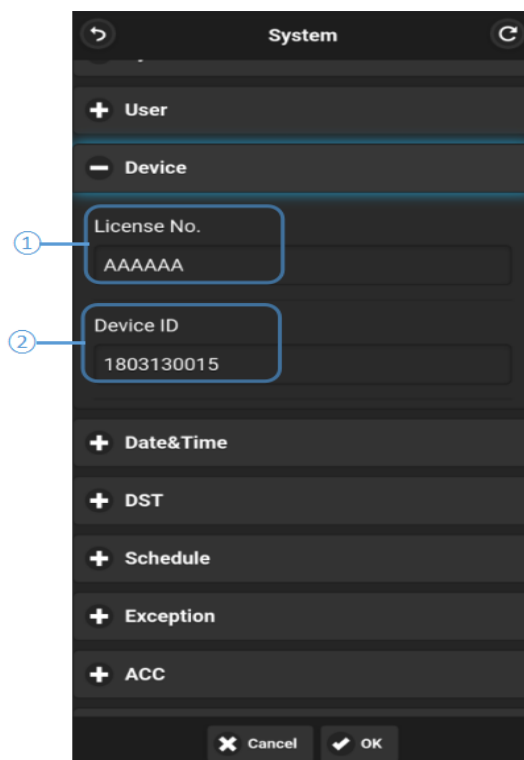 System
User
Device
① License No.
AAAAAA
② Device ID
1803130015
Date&Time
DST
Schedule
Exception
ACC
Cancel OK